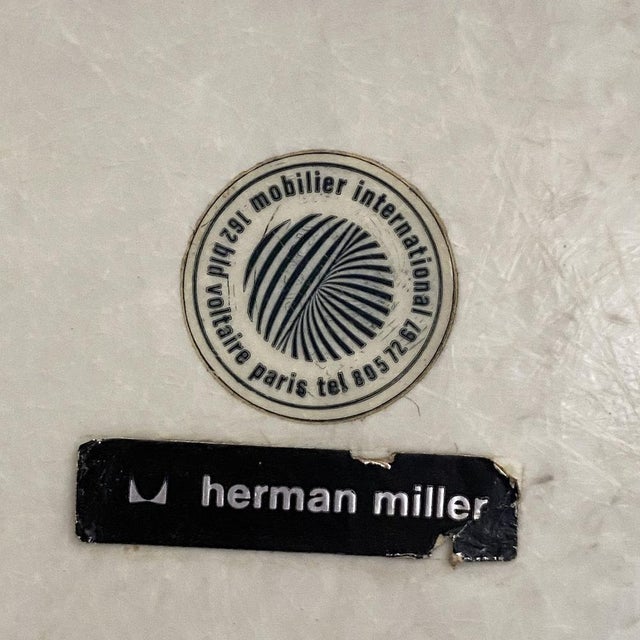 mobilier international
162 bld voltaire paris tel 805 72 67
herman miller